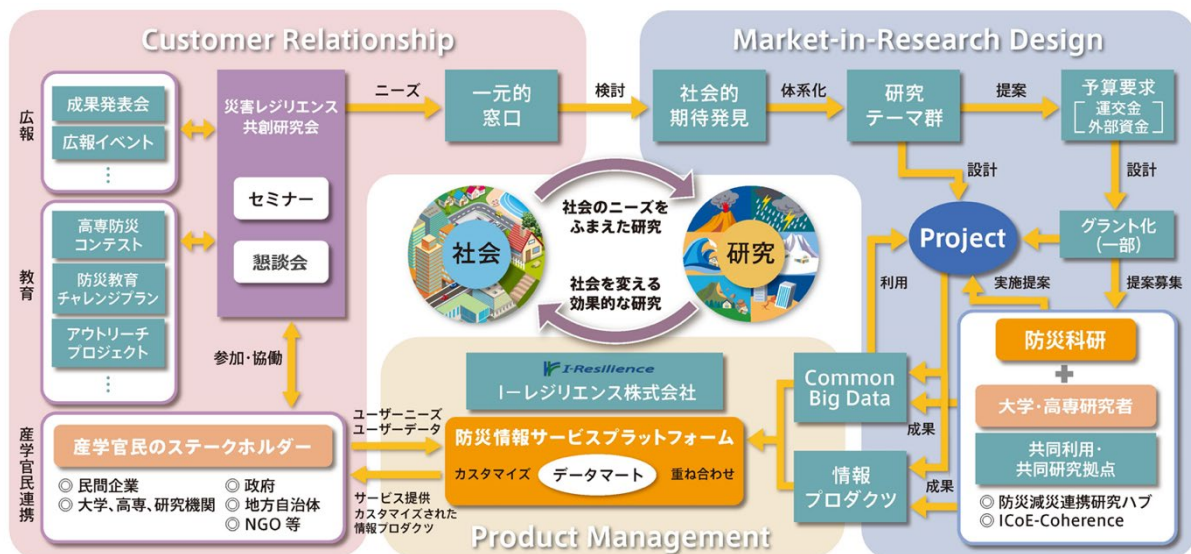 Customer Relationship
Market-in-Research Design
広報
成果発表会
広報イベント
⋮
災害レジリエンス
共創研究会
セミナー
懇談会
ニーズ
一元的
窓口
検討
社会的
期待発見
体系化
研究
テーマ群
提案
予算要求
運交金
外部資金
設計
設計
教育
高専防災
コンテスト
防災教育
チャレンジプラン
アウトリーチ
プロジェクト
⋮
社会
社会のニーズを
ふまえた研究
研究
社会を変える
効果的な研究
Project
グラント化
(一部)
利用
実施提案
提案募集
参加・協働
産学官民連携
産学官民のステークホルダー
◎ 民間企業
◎ 大学、高専、研究機関
◎ 政府
◎ 地方自治体
◎ NGO 等
ユーザーニーズ
ユーザーデータ
サービス提供
カスタマイズされた
情報プロダクツ
I-Resilience
I－レジリエンス株式会社
防災情報サービスプラットフォーム
カスタマイズ
データマート
重ね合わせ
Product Management
Common
Big Data
成果
情報
プロダクツ
成果
防災科研
+
大学・高専研究者
共同利用・
共同研究拠点
◎ 防災減災連携研究ハブ
◎ ICoE-Coherence